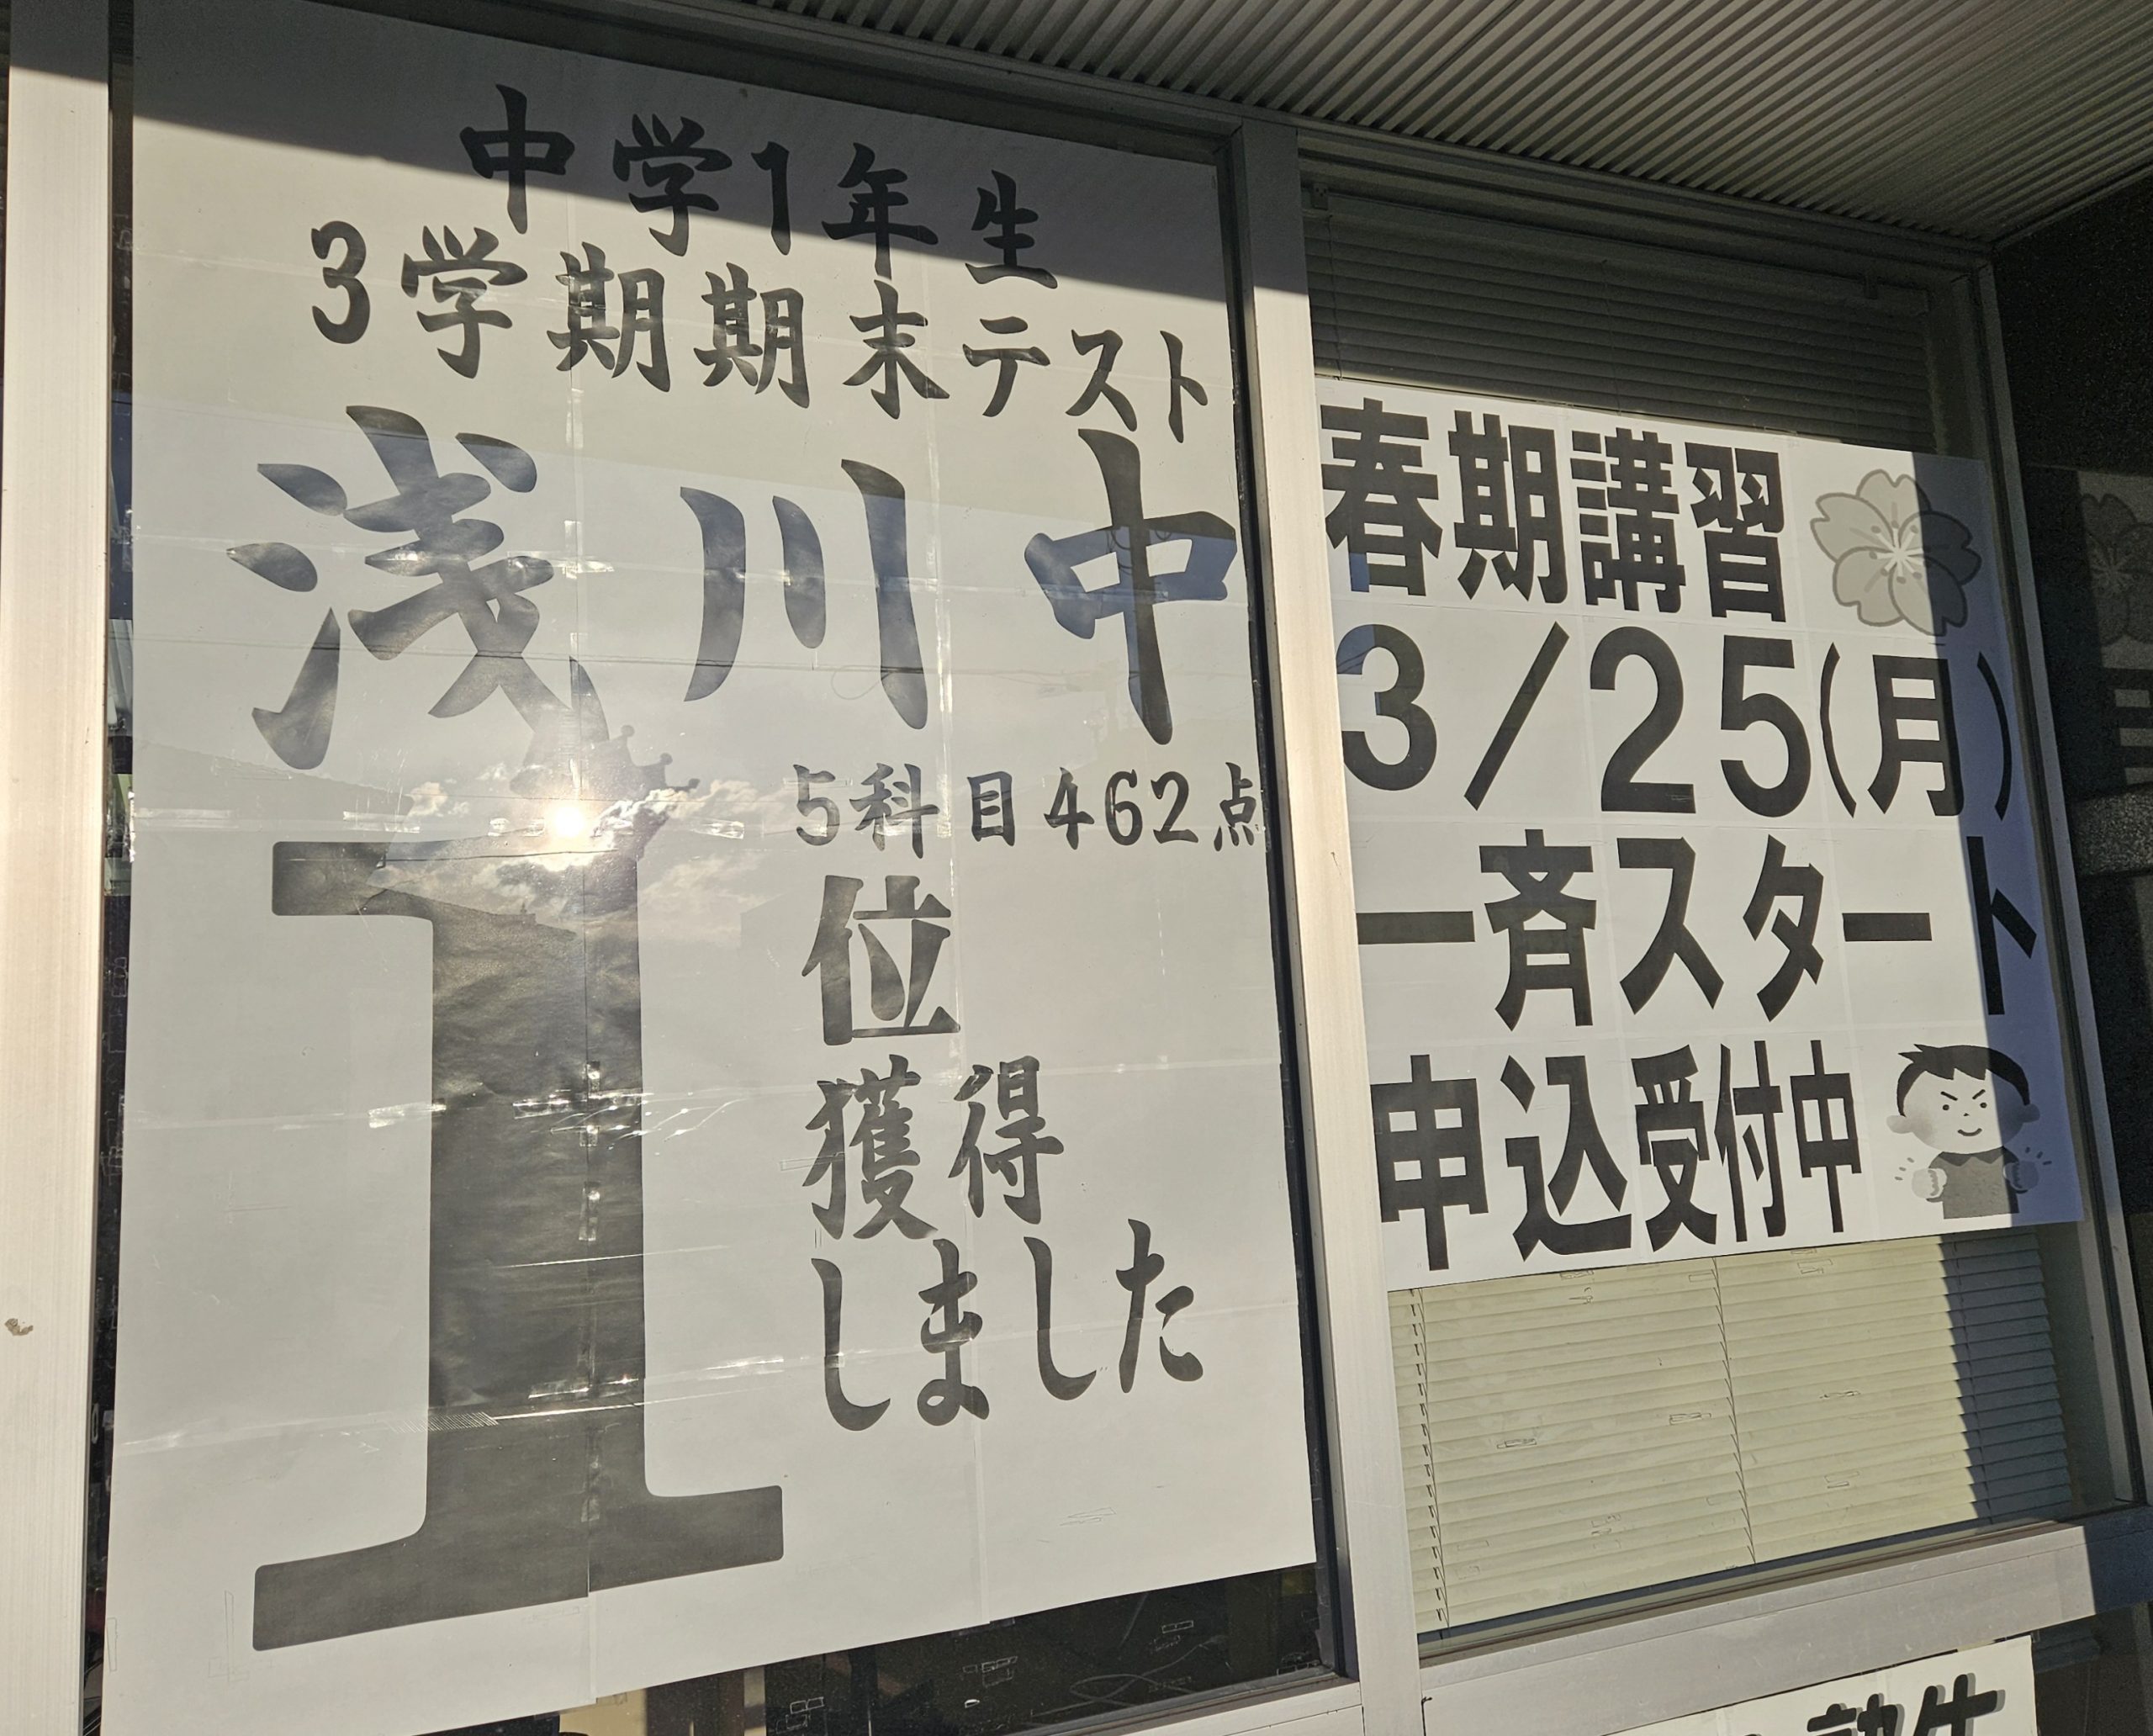 中学1年生
3学期期末テスト
浅川中
5科目462点
1位
獲得
しました
春期講習
3/25(月)
一斉スタート
申込受付中
塾生